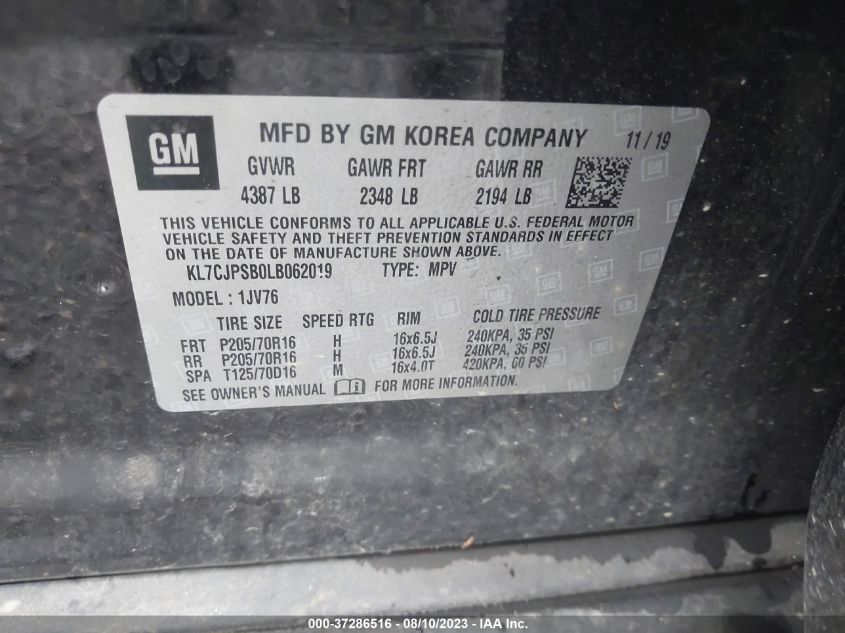 GM
MFD BY GM KOREA COMPANY 11/19
GVWR GAWR FRT GAWR RR
4387 LB 2348 LB 2194 LB
THIS VEHICLE CONFORMS TO ALL APPLICABLE U.S. FEDERAL MOTOR
VEHICLE SAFETY AND THEFT PREVENTION STANDARDS IN EFFECT
ON THE DATE OF MANUFACTURE SHOWN ABOVE.
KL7CJPSB0LB062019 TYPE: MPV
MODEL : 1JV76
TIRE SIZE SPEED RTG RIM COLD TIRE PRESSURE
FRT P205/70R16 H 16x6.5J 240KPA, 35 PSI
RR P205/70R16 H 16x6.5J 240KPA, 35 PSI
SPA T125/70D16 M 16x4.0T 420KPA, 60 PSI
SEE OWNER'S MANUAL FOR MORE INFORMATION.
000-37286516 - 08/10/2023 - IAA Inc.